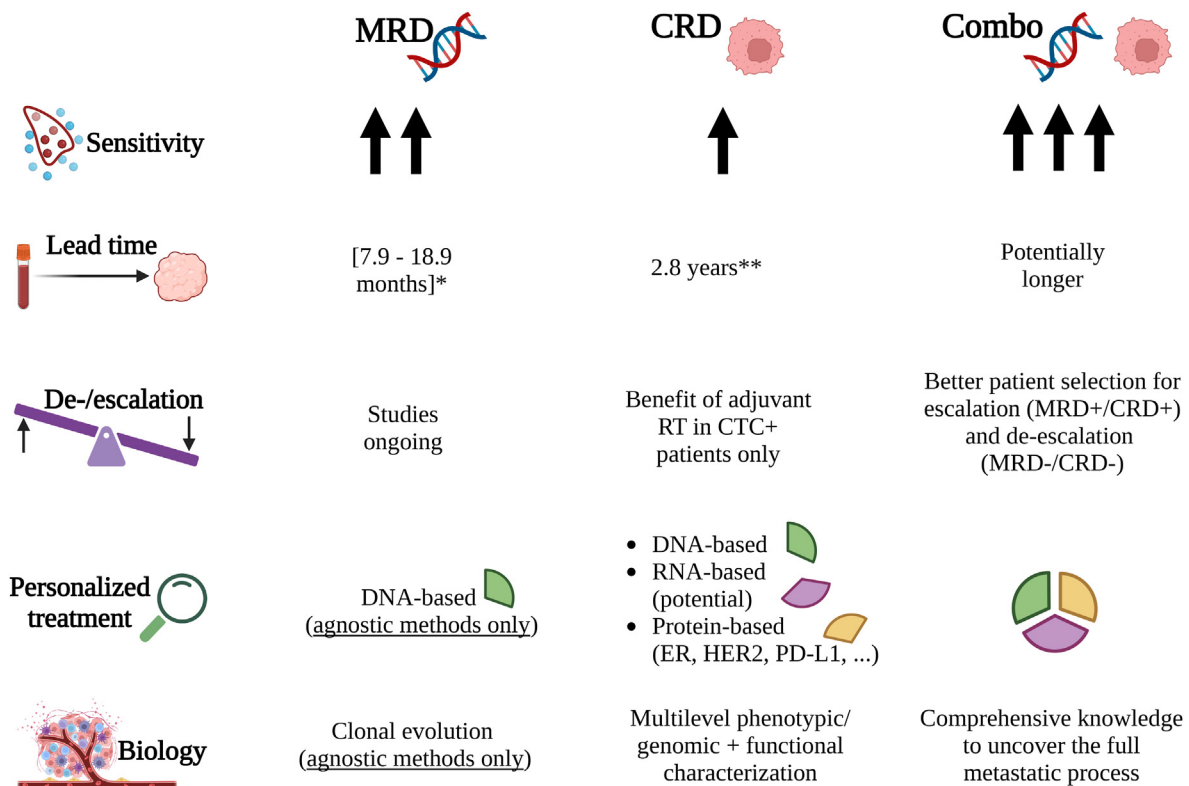 MRD
CRD
Combo
Sensitivity
Lead time
[7.9 - 18.9
months]*
2.8 years**
Potentially
longer
De-/escalation
Studies
ongoing
Benefit of adjuvant
RT in CTC+
patients only
Better patient selection for
escalation (MRD+/CRD+)
and de-escalation
(MRD-/CRD-)
Personalized
treatment
DNA-based
(agnostic methods only)
• DNA-based
• RNA-based
(potential)
• Protein-based
(ER, HER2, PD-L1, ...)
Biology
Clonal evolution
(agnostic methods only)
Multilevel phenotypic/
genomic + functional
characterization
Comprehensive knowledge
to uncover the full
metastatic process